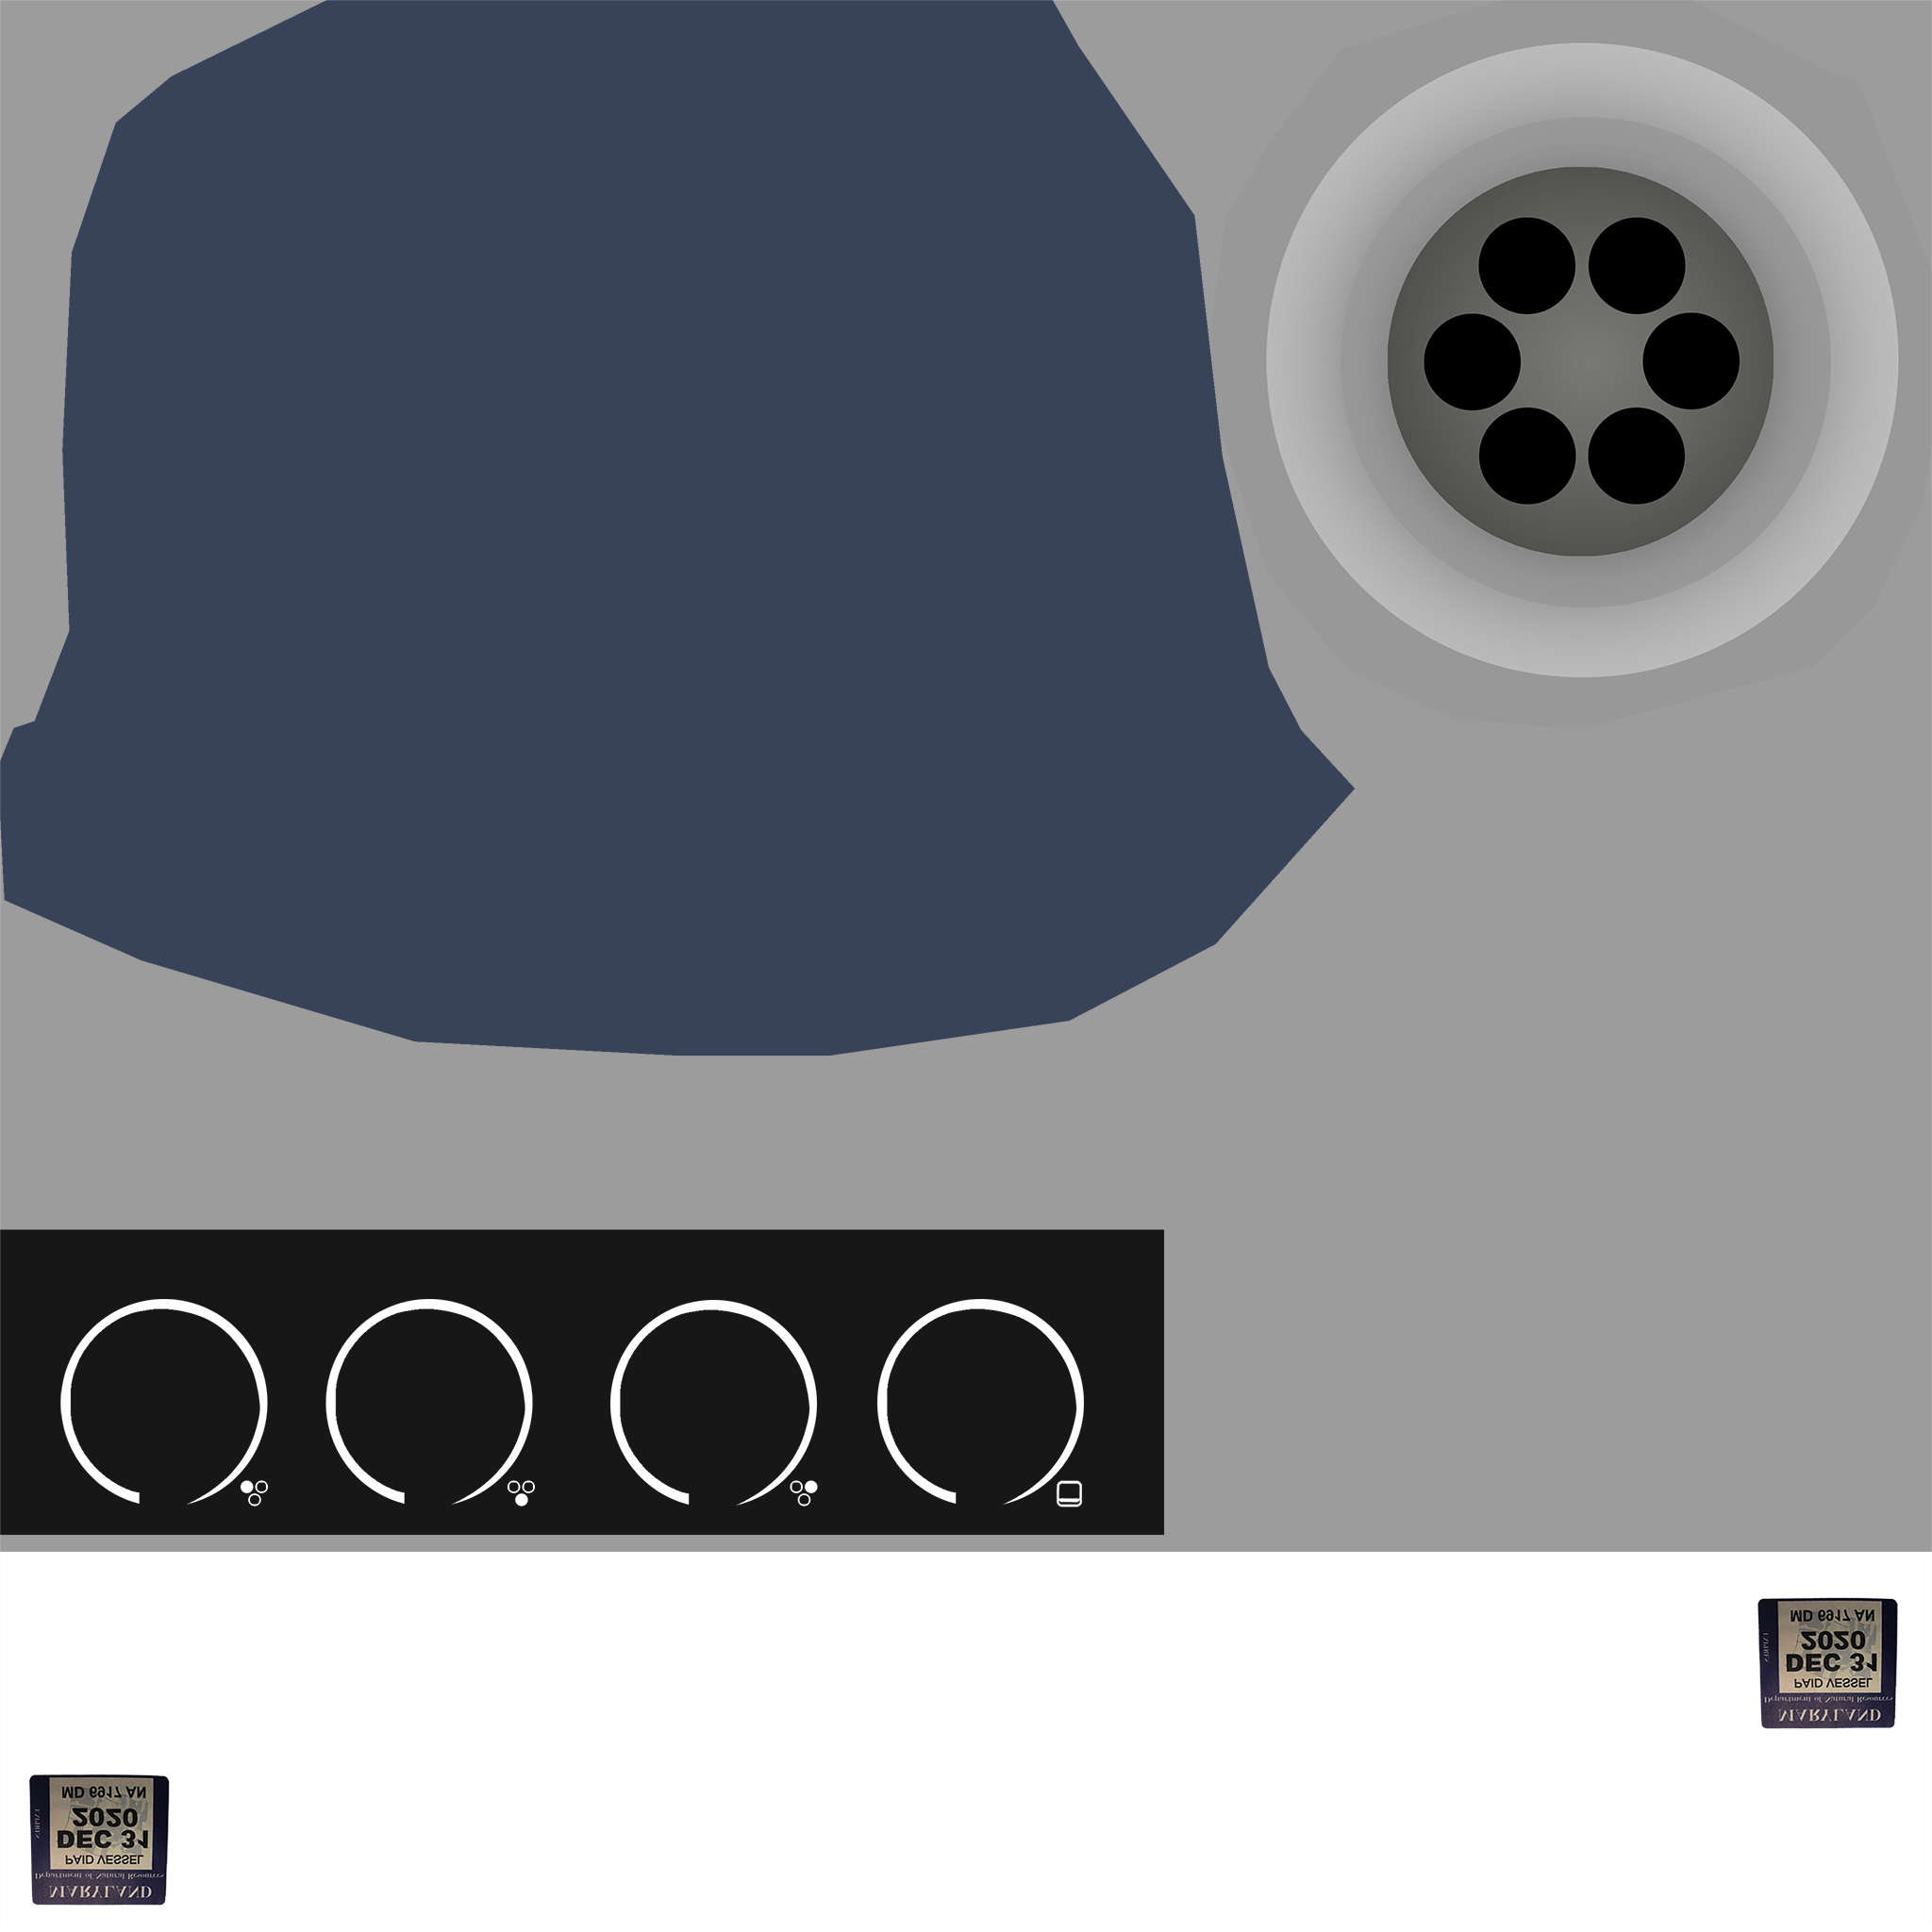 MARYLAND
Department of Natural Resources
PAID VESSEL
DEC 31
2020
MD 6917 AN
MARYLAND
Department of Natural Resources
PAID VESSEL
DEC 31
2020
MD 6917 AN